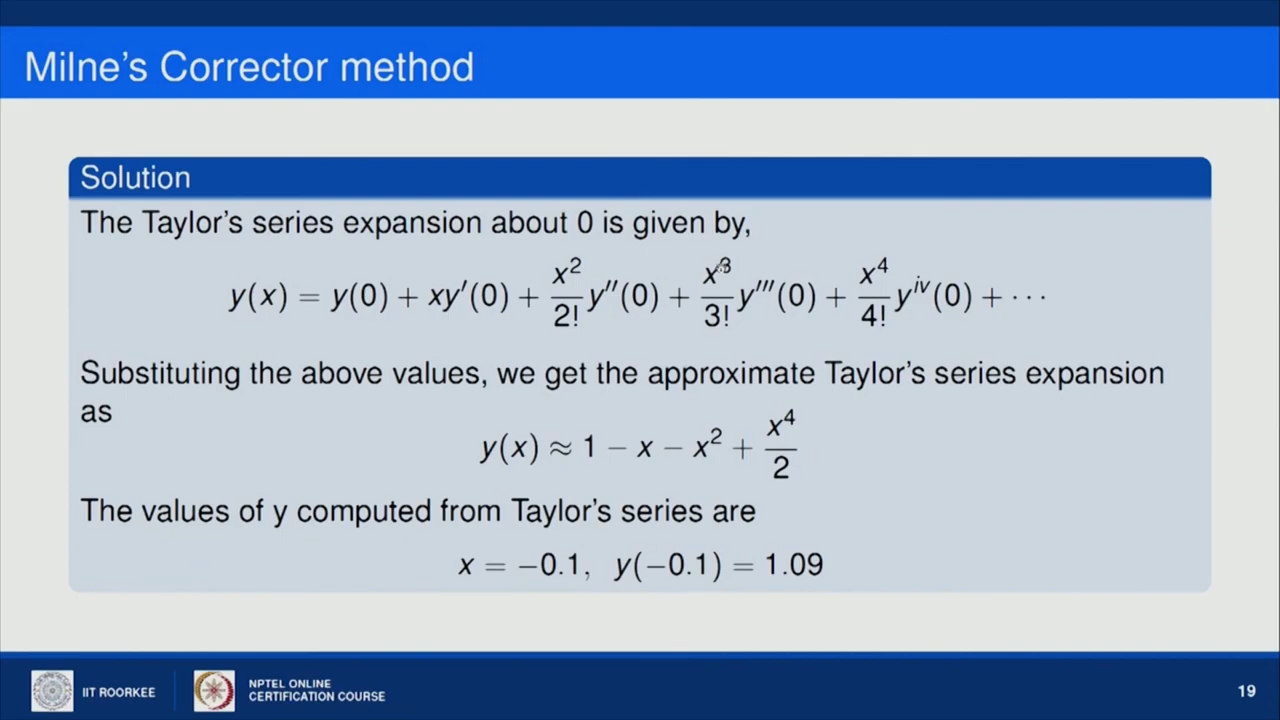 Milne's Corrector method
Solution
The Taylor's series expansion about 0 is given by,
y(x) = y(0) + xy′(0) + x²/2! y″(0) + x³/3! y‴(0) + x⁴/4! yⁱᵛ(0) + ⋯
Substituting the above values, we get the approximate Taylor's series expansion
as
y(x) ≈ 1 − x − x² + x⁴/2
The values of y computed from Taylor's series are
x = −0.1, y(−0.1) = 1.09
IIT ROORKEE
NPTEL ONLINE
CERTIFICATION COURSE
19